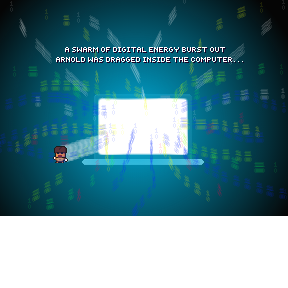 A SWARM OF DIGITAL ENERGY BURST OUT
ARNOLD WAS DRAGGED INSIDE THE COMPUTER...